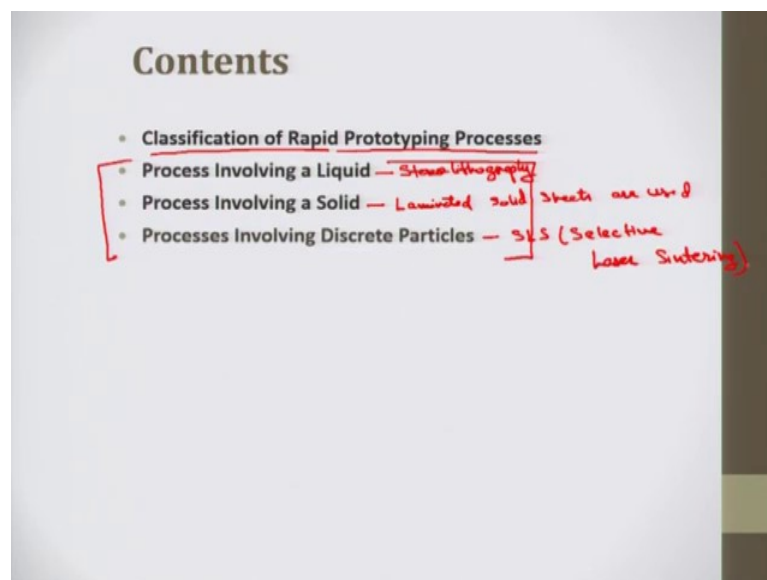 Contents
• Classification of Rapid Prototyping Processes
• Process Involving a Liquid — Stereolithography
• Process Involving a Solid — Laminated Solid Sheets are used
• Processes Involving Discrete Particles — SLS (Selective
Laser Sintering)